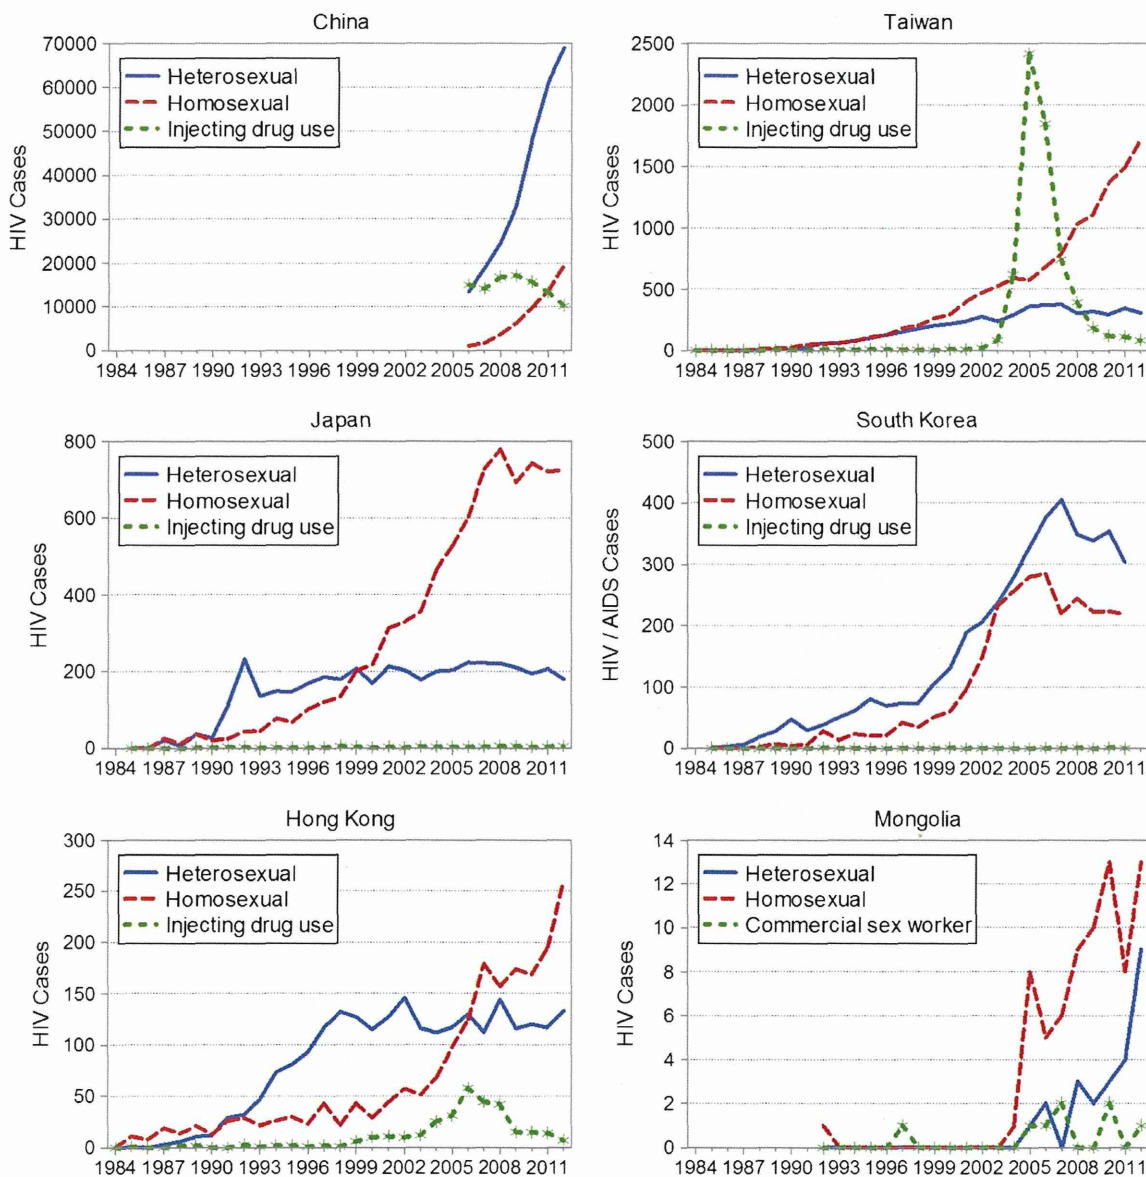 China
70000
60000
50000
40000
30000
20000
10000
0
HIV Cases
Heterosexual
Homosexual
Injecting drug use
1984 1987 1990 1993 1996 1999 2002 2005 2008 2011
Taiwan
2500
2000
1500
1000
500
0
HIV Cases
Heterosexual
Homosexual
Injecting drug use
1984 1987 1990 1993 1996 1999 2002 2005 2008 2011
Japan
800
600
400
200
0
HIV Cases
Heterosexual
Homosexual
Injecting drug use
1984 1987 1990 1993 1996 1999 2002 2005 2008 2011
South Korea
500
400
300
200
100
0
HIV / AIDS Cases
Heterosexual
Homosexual
Injecting drug use
1984 1987 1990 1993 1996 1999 2002 2005 2008 2011
Hong Kong
300
250
200
150
100
50
0
HIV Cases
Heterosexual
Homosexual
Injecting drug use
1984 1987 1990 1993 1996 1999 2002 2005 2008 2011
Mongolia
14
12
10
8
6
4
2
0
HIV Cases
Heterosexual
Homosexual
Commercial sex worker
1984 1987 1990 1993 1996 1999 2002 2005 2008 2011